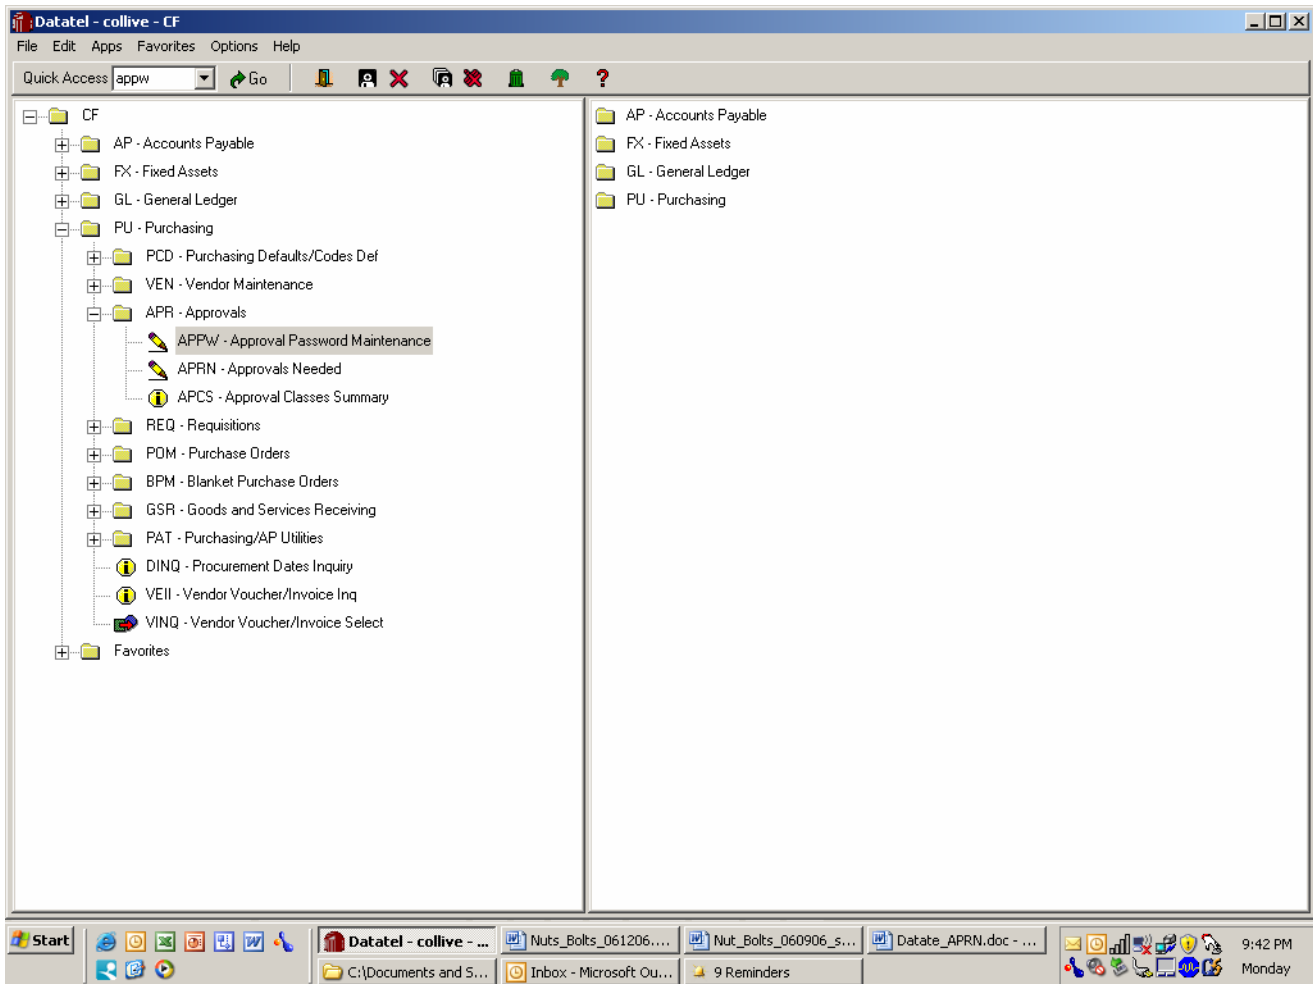 Datatel - collive - CF
File Edit Apps Favorites Options Help
Quick Access appw Go ?
CF
AP - Accounts Payable
FX - Fixed Assets
GL - General Ledger
PU - Purchasing
PCD - Purchasing Defaults/Codes Def
VEN - Vendor Maintenance
APR - Approvals
APPW - Approval Password Maintenance
APRN - Approvals Needed
APCS - Approval Classes Summary
REQ - Requisitions
POM - Purchase Orders
BPM - Blanket Purchase Orders
GSR - Goods and Services Receiving
PAT - Purchasing/AP Utilities
DINQ - Procurement Dates Inquiry
VEII - Vendor Voucher/Invoice Inq
VINQ - Vendor Voucher/Invoice Select
Favorites
AP - Accounts Payable
FX - Fixed Assets
GL - General Ledger
PU - Purchasing
Start
Datatel - collive - ...
Nuts_Bolts_061206....
Nut_Bolts_060906_s...
Datate_APRN.doc - ...
C:\Documents and S...
Inbox - Microsoft Ou...
9 Reminders
9:42 PM
Monday